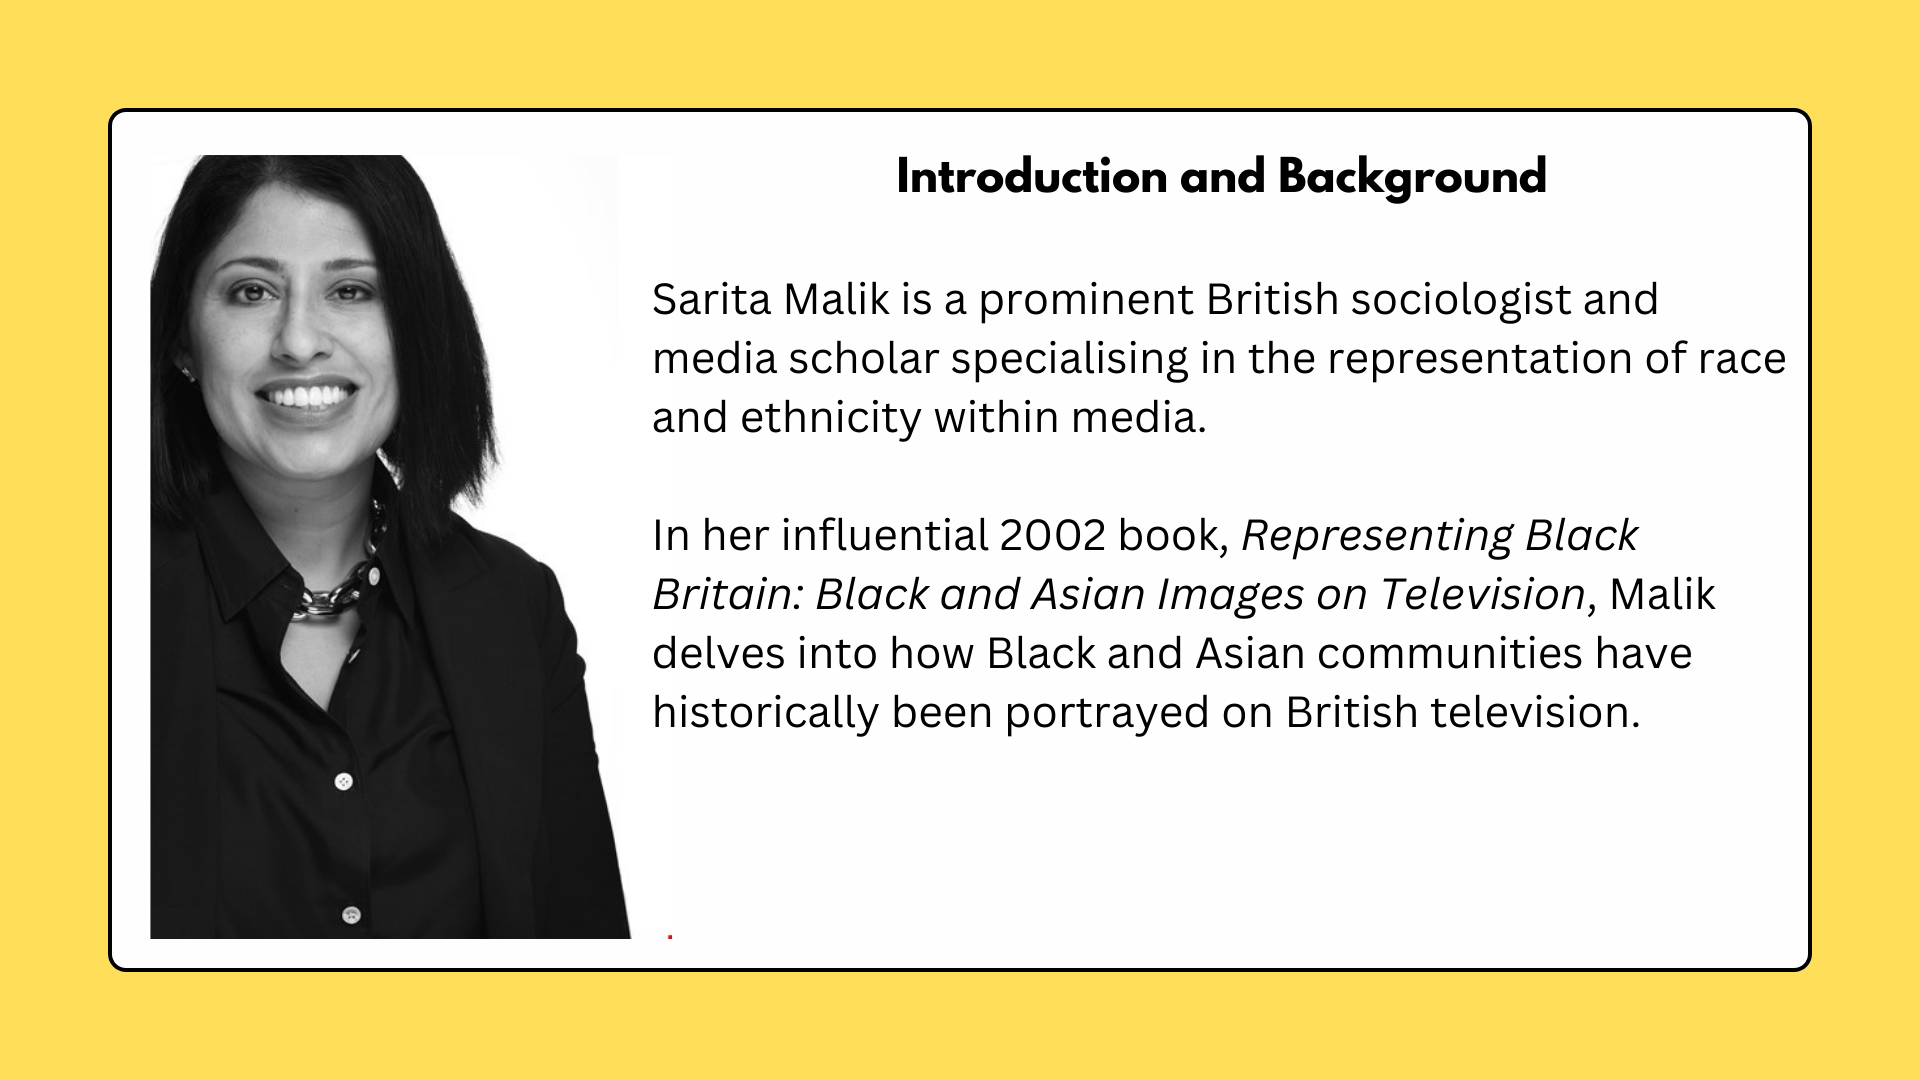 Introduction and Background
Sarita Malik is a prominent British sociologist and
media scholar specialising in the representation of race
and ethnicity within media.
In her influential 2002 book, Representing Black
Britain: Black and Asian Images on Television, Malik
delves into how Black and Asian communities have
historically been portrayed on British television.